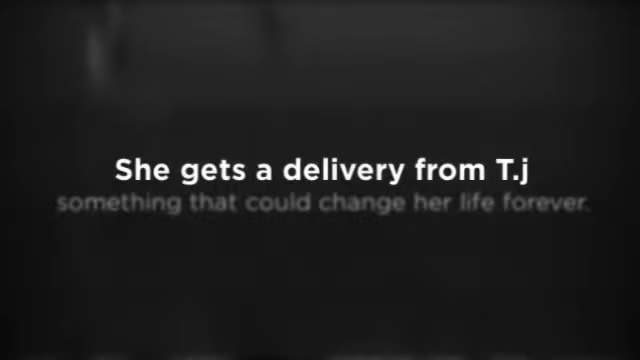 She gets a delivery from T.j
something that could change her life forever.